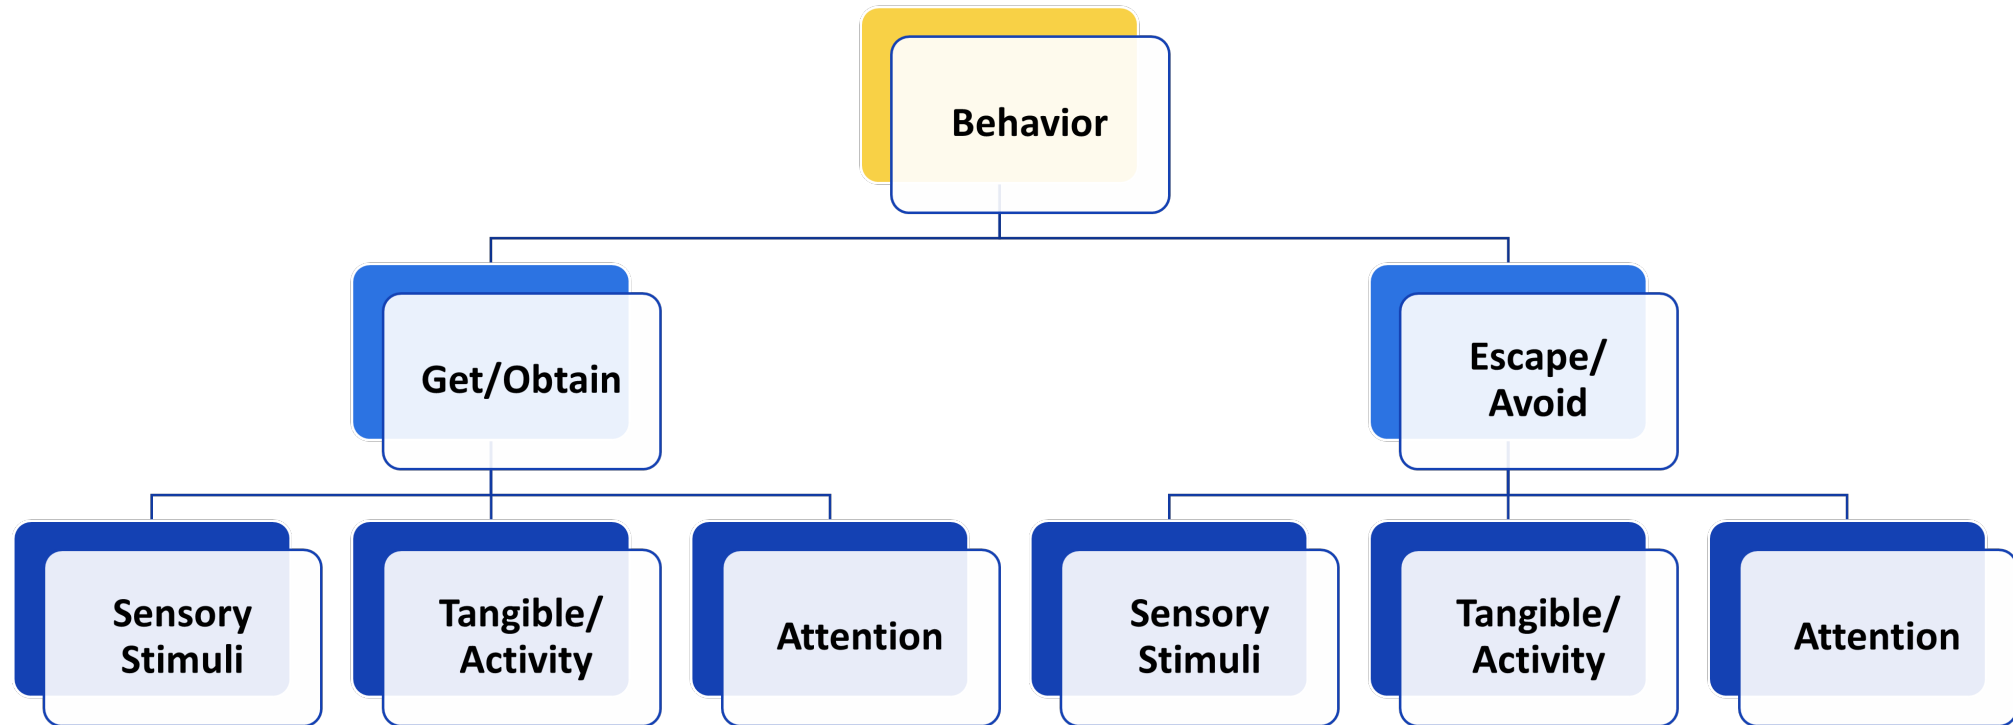 Behavior
Get/Obtain
Escape/
Avoid
Sensory
Stimuli
Tangible/
Activity
Attention
Sensory
Stimuli
Tangible/
Activity
Attention